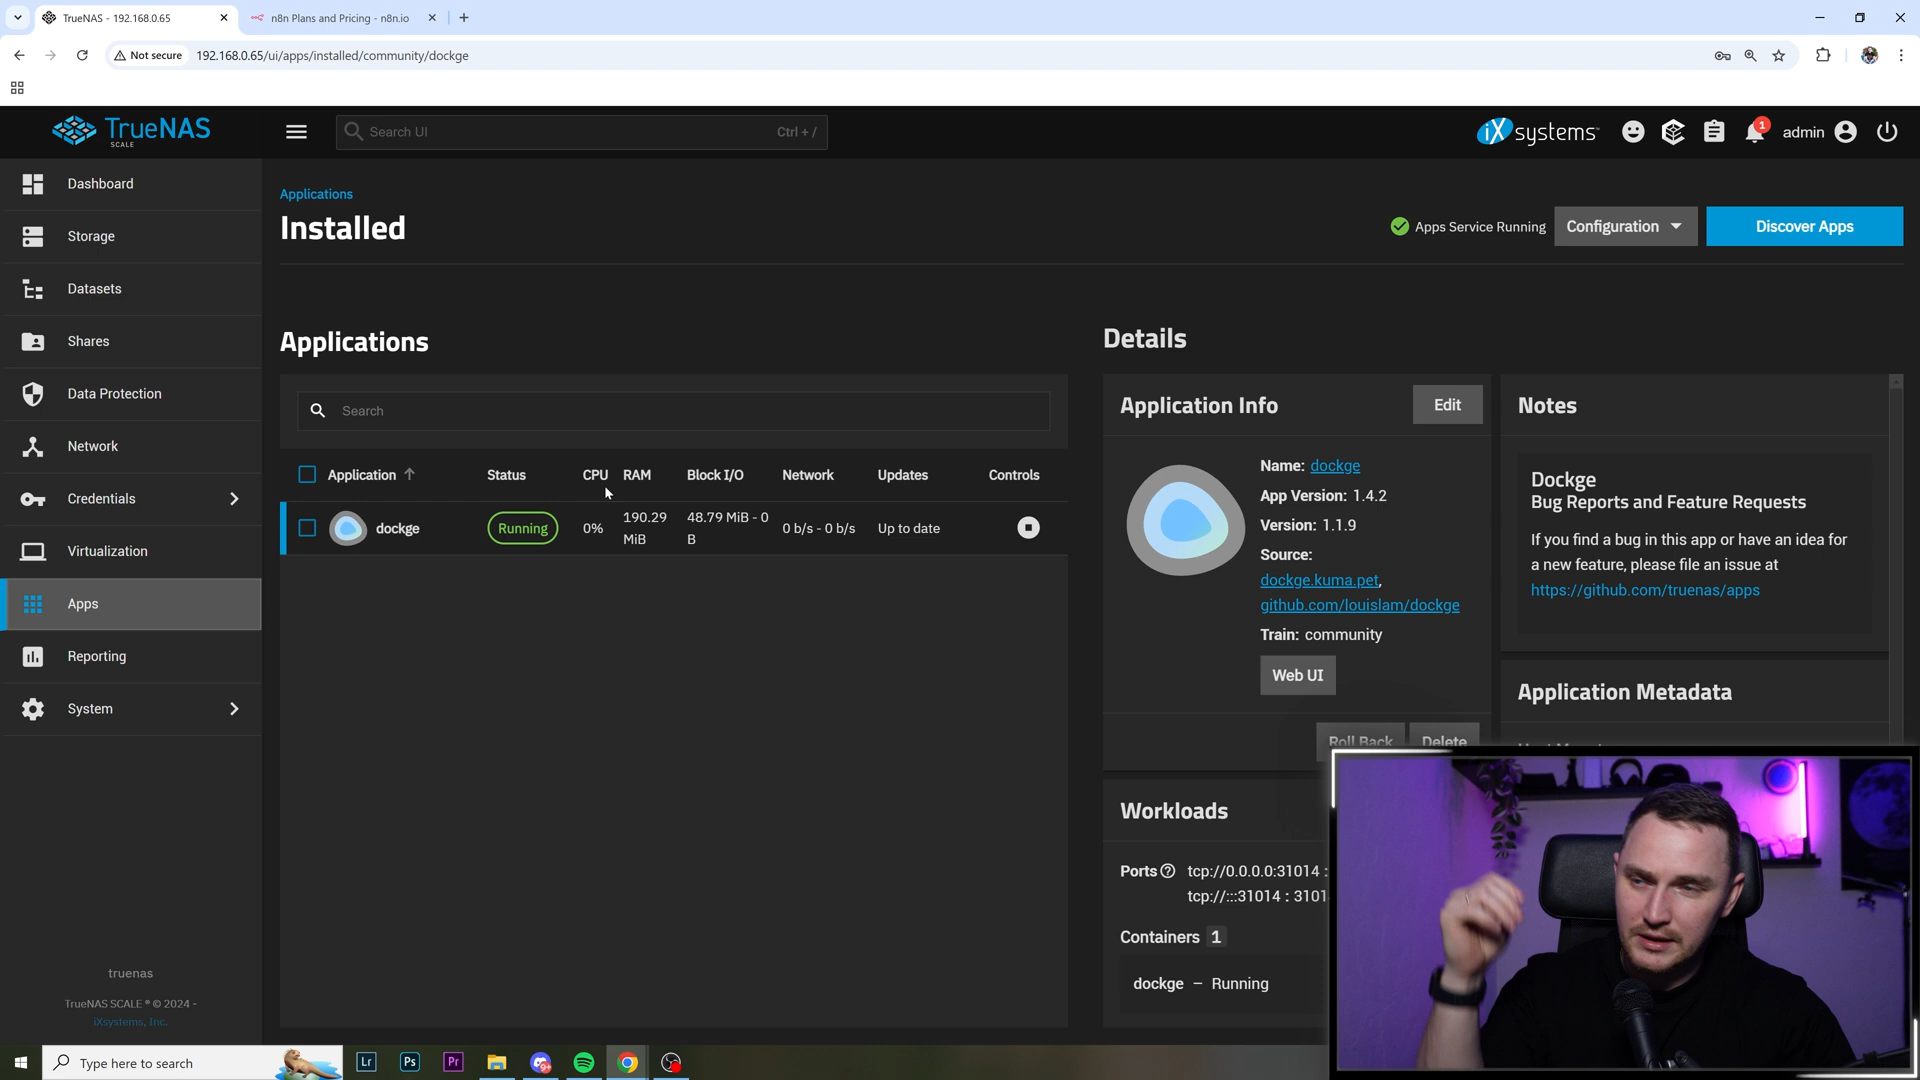 TrueNAS - 192.168.0.65
n8n Plans and Pricing - n8n.io
Not secure
192.168.0.65/ui/apps/installed/community/dockge
TrueNAS
SCALE
Search UI
Ctrl + /
iXsystems
1
admin
Dashboard
Storage
Datasets
Shares
Data Protection
Network
Credentials
Virtualization
Apps
Reporting
System
truenas
TrueNAS SCALE ® © 2024 -
iXsystems, Inc.
Applications
Installed
Apps Service Running
Configuration
Discover Apps
Applications
Search
Application Status CPU RAM Block I/O Network Updates Controls
dockge Running 0% 190.29 MiB 48.79 MiB - 0 B 0 b/s - 0 b/s Up to date
Details
Application Info
Edit
Name: dockge
App Version: 1.4.2
Version: 1.1.9
Source:
dockge.kuma.pet,
github.com/louislam/dockge
Train: community
Web UI
Roll Back
Delete
Workloads
Ports tcp://0.0.0.0:31014 :
tcp://:::31014 : 3101
Containers 1
dockge – Running
Notes
Dockge
Bug Reports and Feature Requests
If you find a bug in this app or have an idea for
a new feature, please file an issue at
https://github.com/truenas/apps
Application Metadata
Type here to search
Lr
Ps
Pr
9+